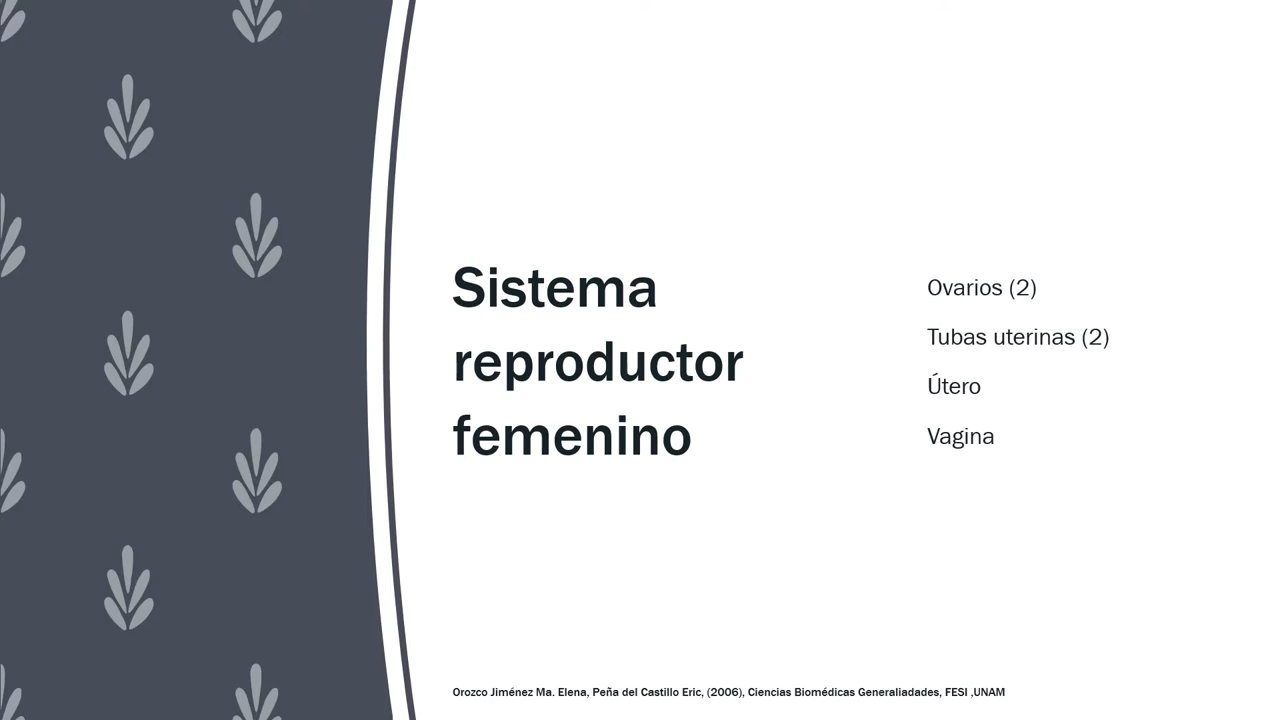 Sistema
reproductor
femenino
Ovarios (2)
Tubas uterinas (2)
Útero
Vagina
Orozco Jiménez Ma. Elena, Peña del Castillo Eric, (2006), Ciencias Biomédicas Generaliadades, FESI ,UNAM